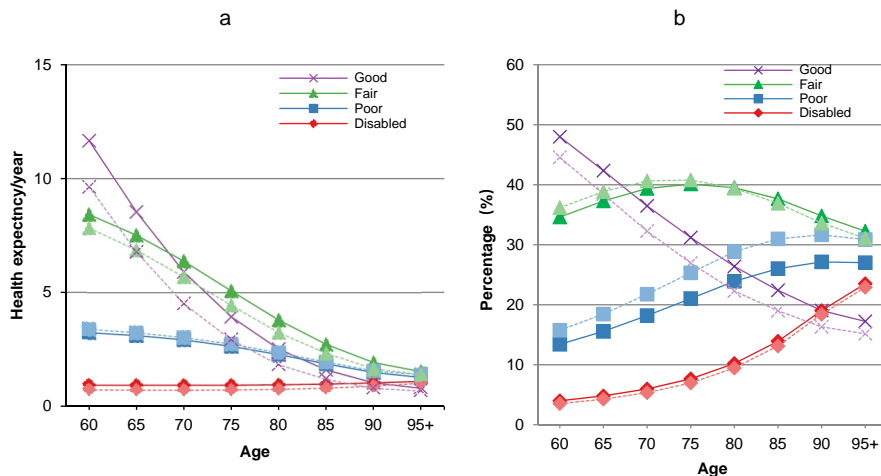 a
15
10
5
0
Health expectncy/year
Good
Fair
Poor
Disabled
60 65 70 75 80 85 90 95+
Age
b
60
50
40
30
20
10
0
Percentage (%)
Good
Fair
Poor
Disabled
60 65 70 75 80 85 90 95+
Age